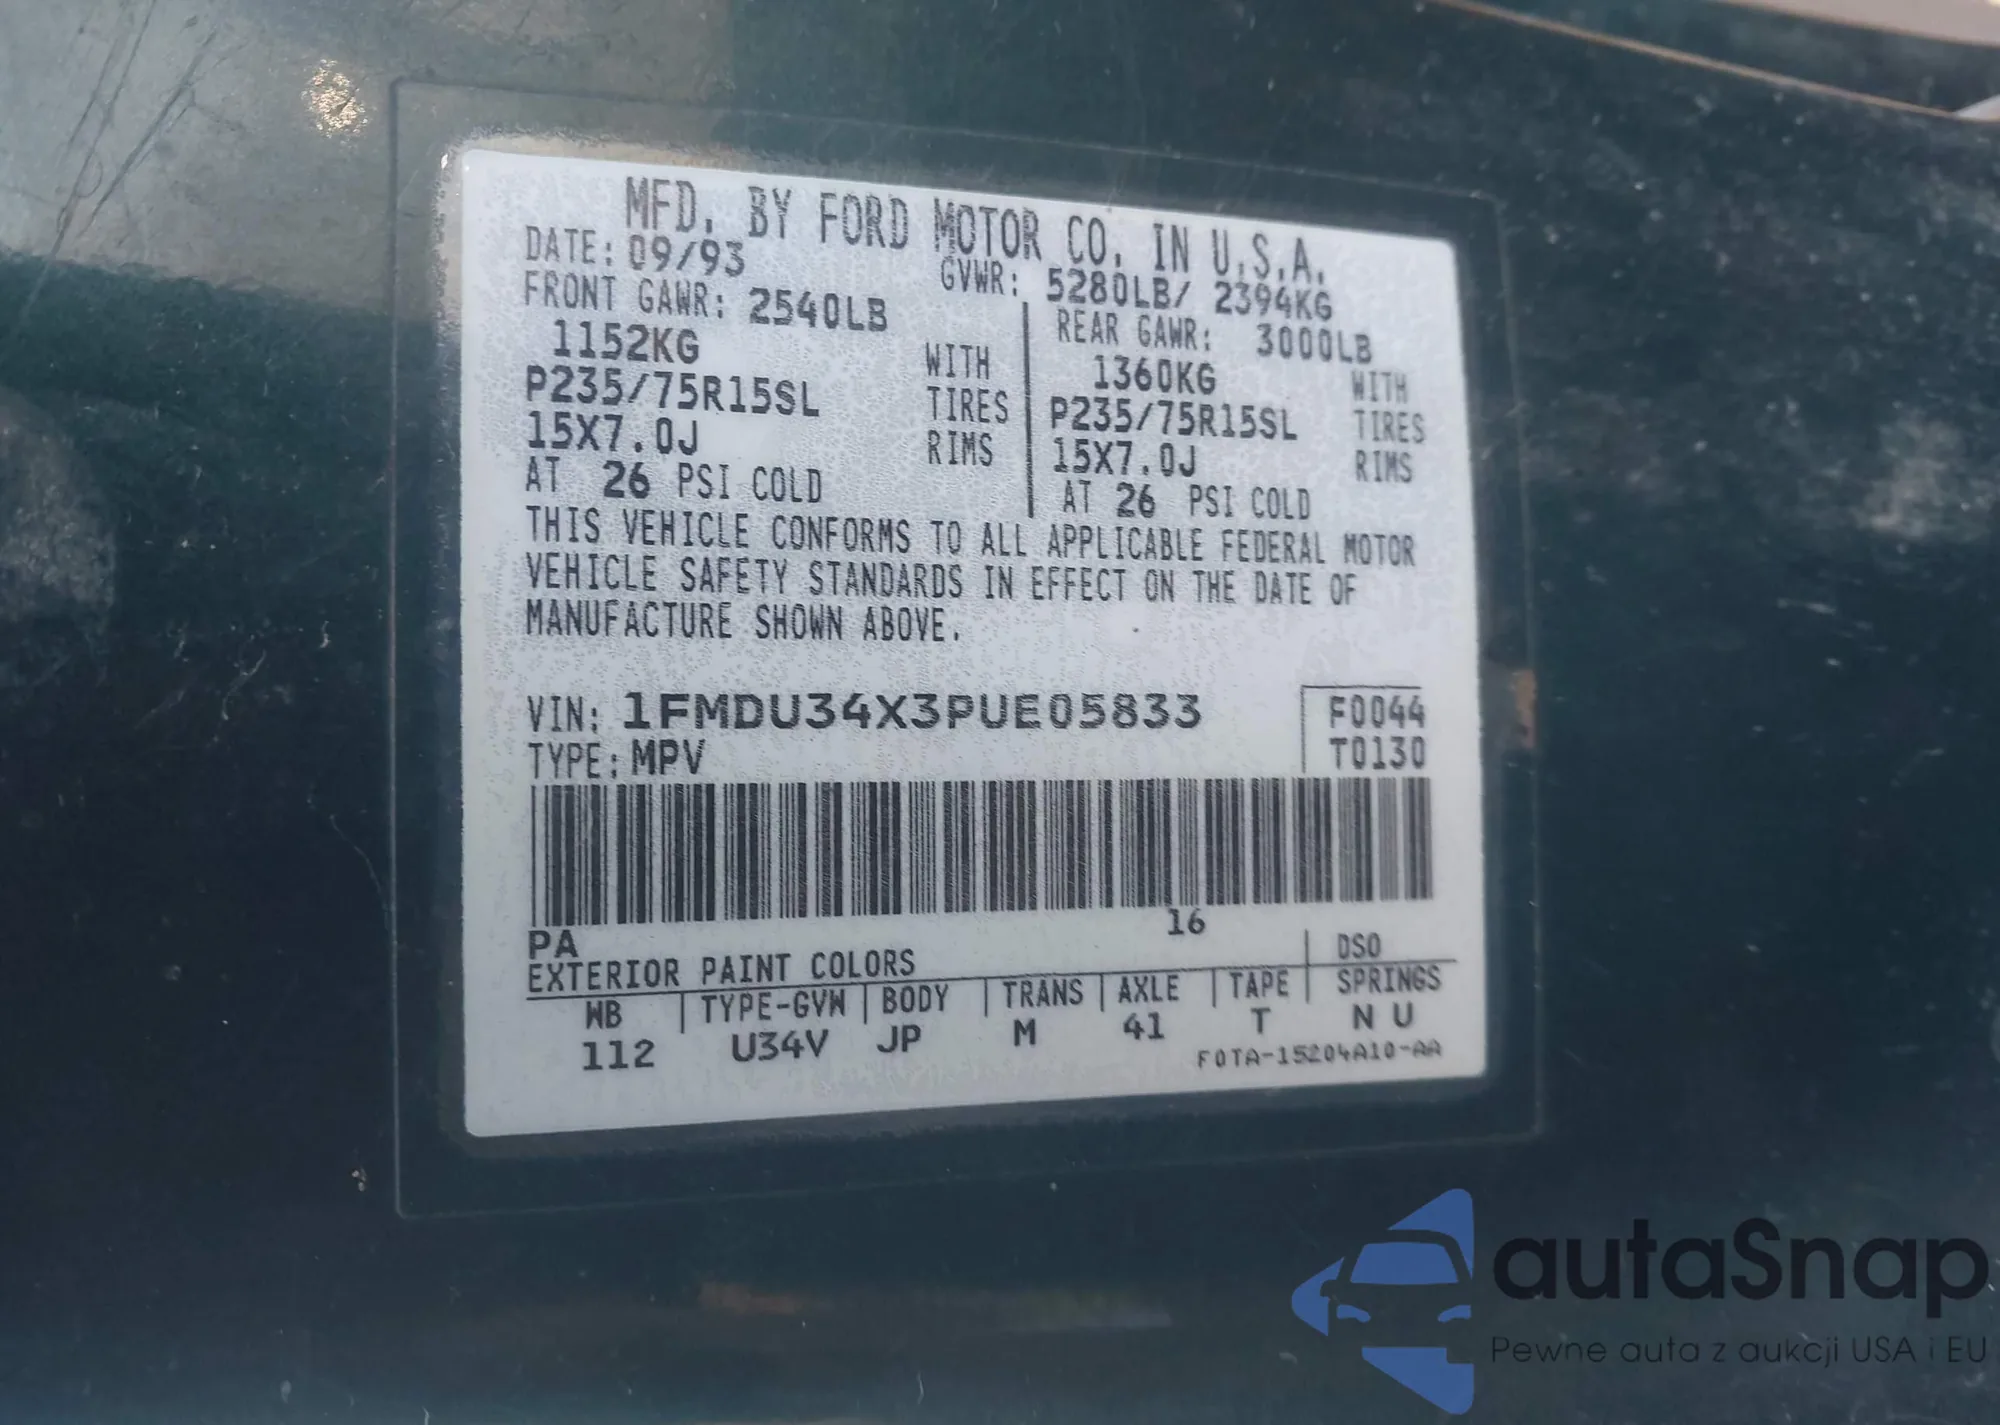 MFD. BY FORD MOTOR CO. IN U.S.A.
DATE: 09/93 GVWR: 5280LB/ 2394KG
FRONT GAWR: 2540LB REAR GAWR: 3000LB
1152KG WITH 1360KG WITH
P235/75R15SL TIRES P235/75R15SL TIRES
15X7.0J RIMS 15X7.0J RIMS
AT 26 PSI COLD AT 26 PSI COLD
THIS VEHICLE CONFORMS TO ALL APPLICABLE FEDERAL MOTOR
VEHICLE SAFETY STANDARDS IN EFFECT ON THE DATE OF
MANUFACTURE SHOWN ABOVE.
VIN: 1FMDU34X3PUE05833 F0044
TYPE: MPV T0130
PA 16 DSO
EXTERIOR PAINT COLORS
WB TYPE-GVW BODY TRANS AXLE TAPE SPRINGS
112 U34V JP M 41 T N U
F0TA-15204A10-AA
autaSnap
Pewne auta z aukcji USA i EU